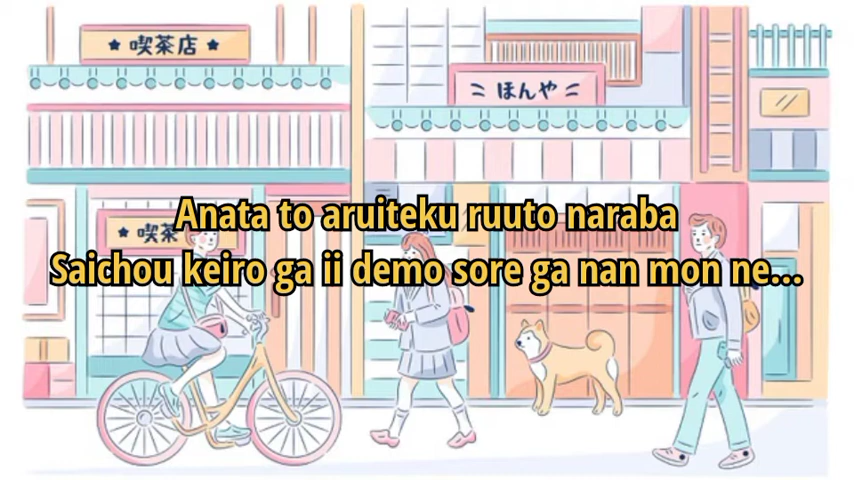 ★ 喫茶店 ★
ほんや
★ 喫茶
Anata to aruiteku ruuto naraba
Saichou keiro ga ii demo sore ga nan mon ne...